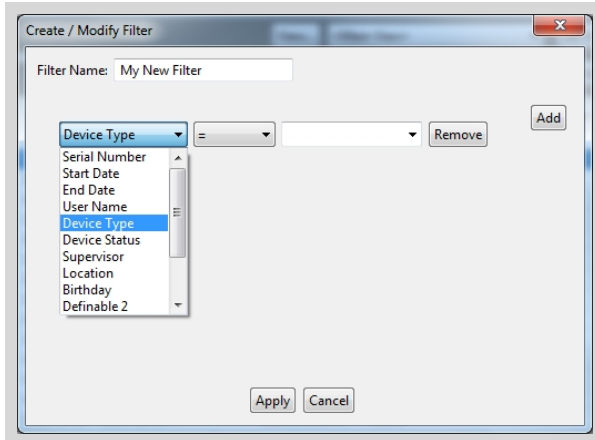 Create / Modify Filter
Filter Name: My New Filter
Add
Device Type = Remove
Serial Number
Start Date
End Date
User Name
Device Type
Device Status
Supervisor
Location
Birthday
Definable 2
Apply Cancel